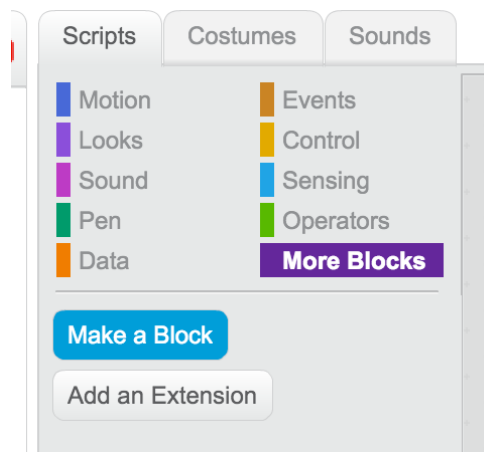 Scripts Costumes Sounds
Motion Events
Looks Control
Sound Sensing
Pen Operators
Data More Blocks
Make a Block
Add an Extension